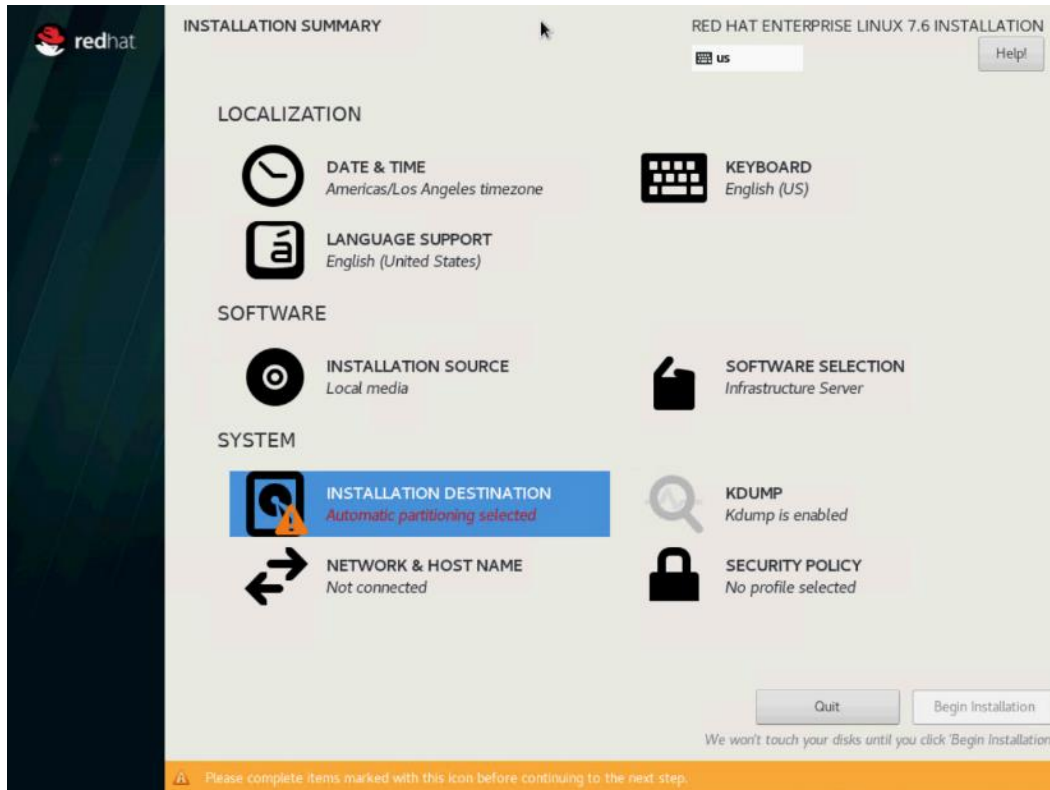 redhat
INSTALLATION SUMMARY
RED HAT ENTERPRISE LINUX 7.6 INSTALLATION
us
Help!
LOCALIZATION
DATE & TIME
Americas/Los Angeles timezone
KEYBOARD
English (US)
á
LANGUAGE SUPPORT
English (United States)
SOFTWARE
INSTALLATION SOURCE
Local media
SOFTWARE SELECTION
Infrastructure Server
SYSTEM
INSTALLATION DESTINATION
Automatic partitioning selected
KDUMP
Kdump is enabled
NETWORK & HOST NAME
Not connected
SECURITY POLICY
No profile selected
Quit
Begin Installation
We won't touch your disks until you click 'Begin Installation
Please complete items marked with this icon before continuing to the next step.